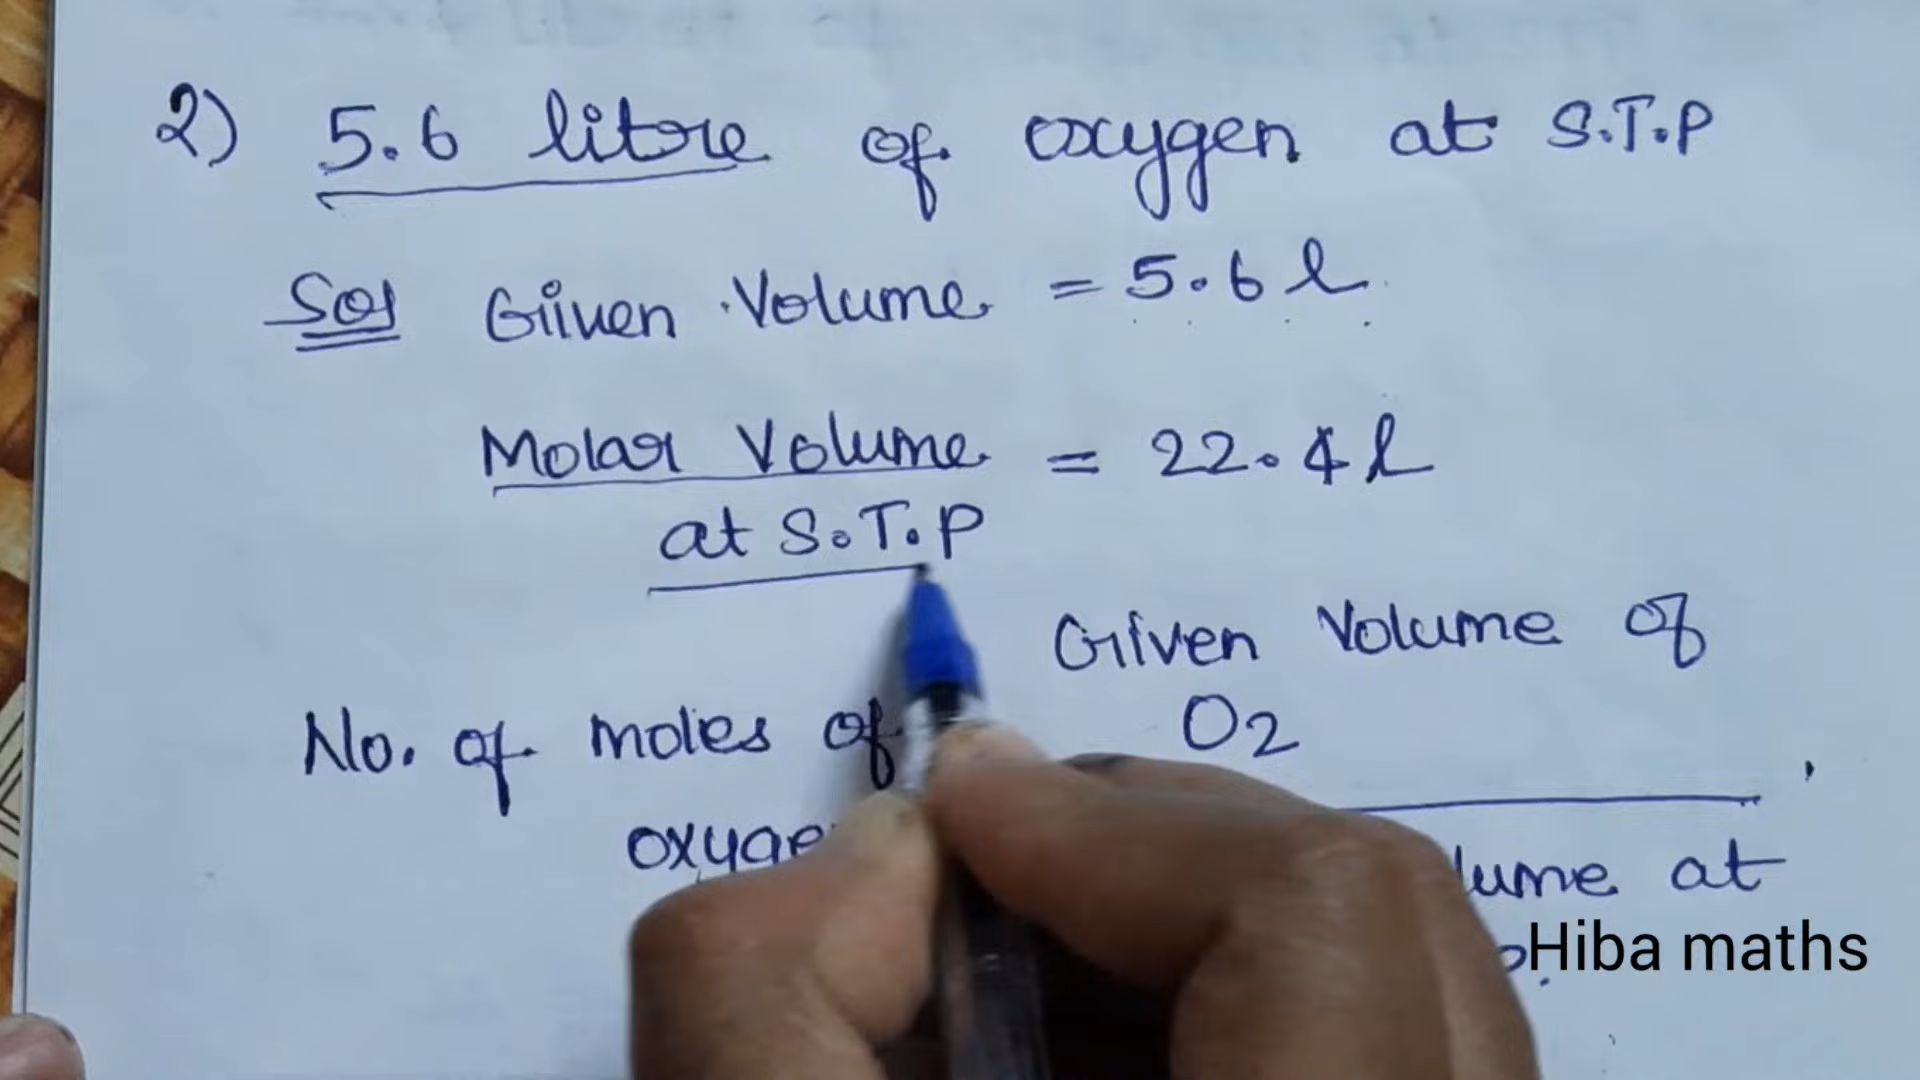 2) 5.6 litre of oxygen at S.T.P
Sol Given Volume = 5.6 l
Molar Volume = 22.4 l
at S.T.P
Given Volume of
No. of moles of O2
at
Hiba maths